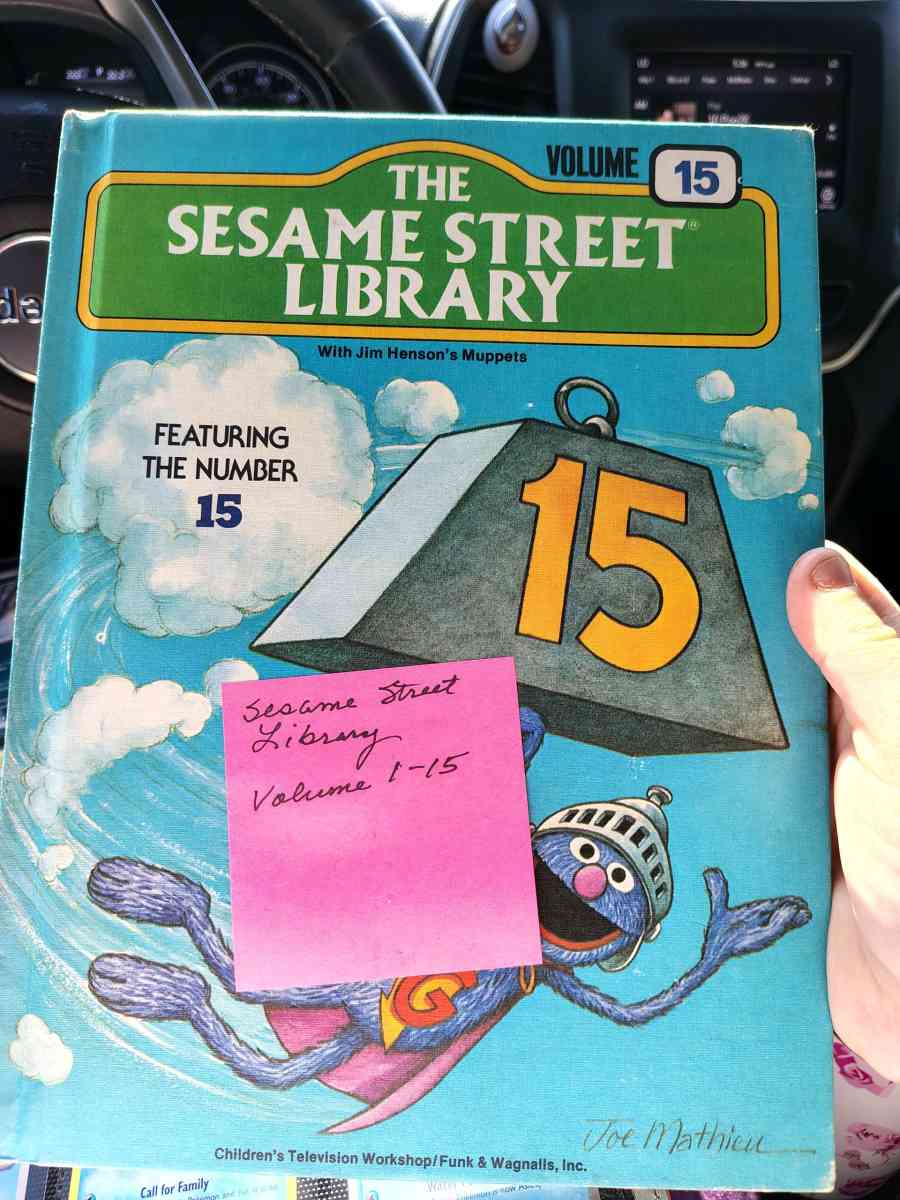 VOLUME 15
THE
SESAME STREET®
LIBRARY
With Jim Henson's Muppets
FEATURING
THE NUMBER
15
15
Sesame Street
Library
Volume 1-15
G
Joe Mathieu
Children's Television Workshop/Funk & Wagnalls, Inc.
Call for Family